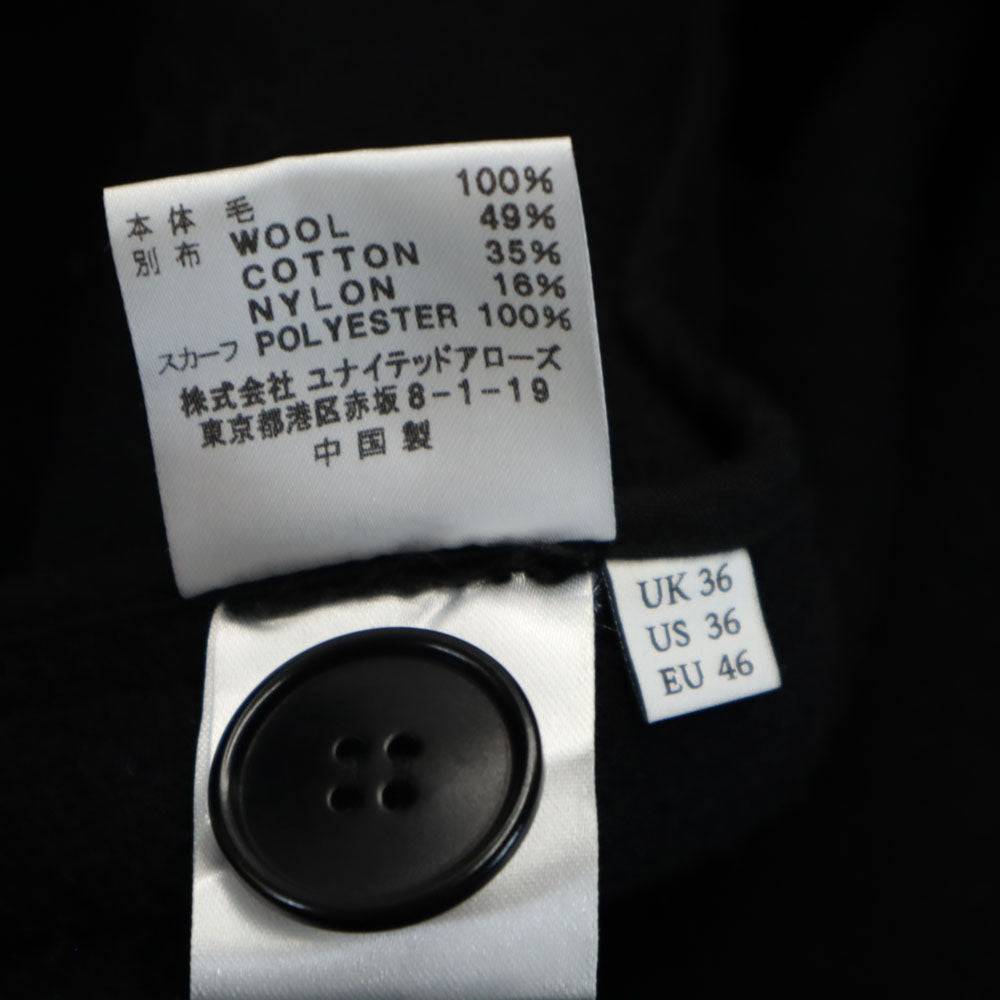 本体 毛 100%
別布 WOOL 49%
COTTON 35%
NYLON 16%
スカーフ POLYESTER 100%
株式会社 ユナイテッドアローズ
東京都港区赤坂8-1-19
中国製
UK 36
US 36
EU 46